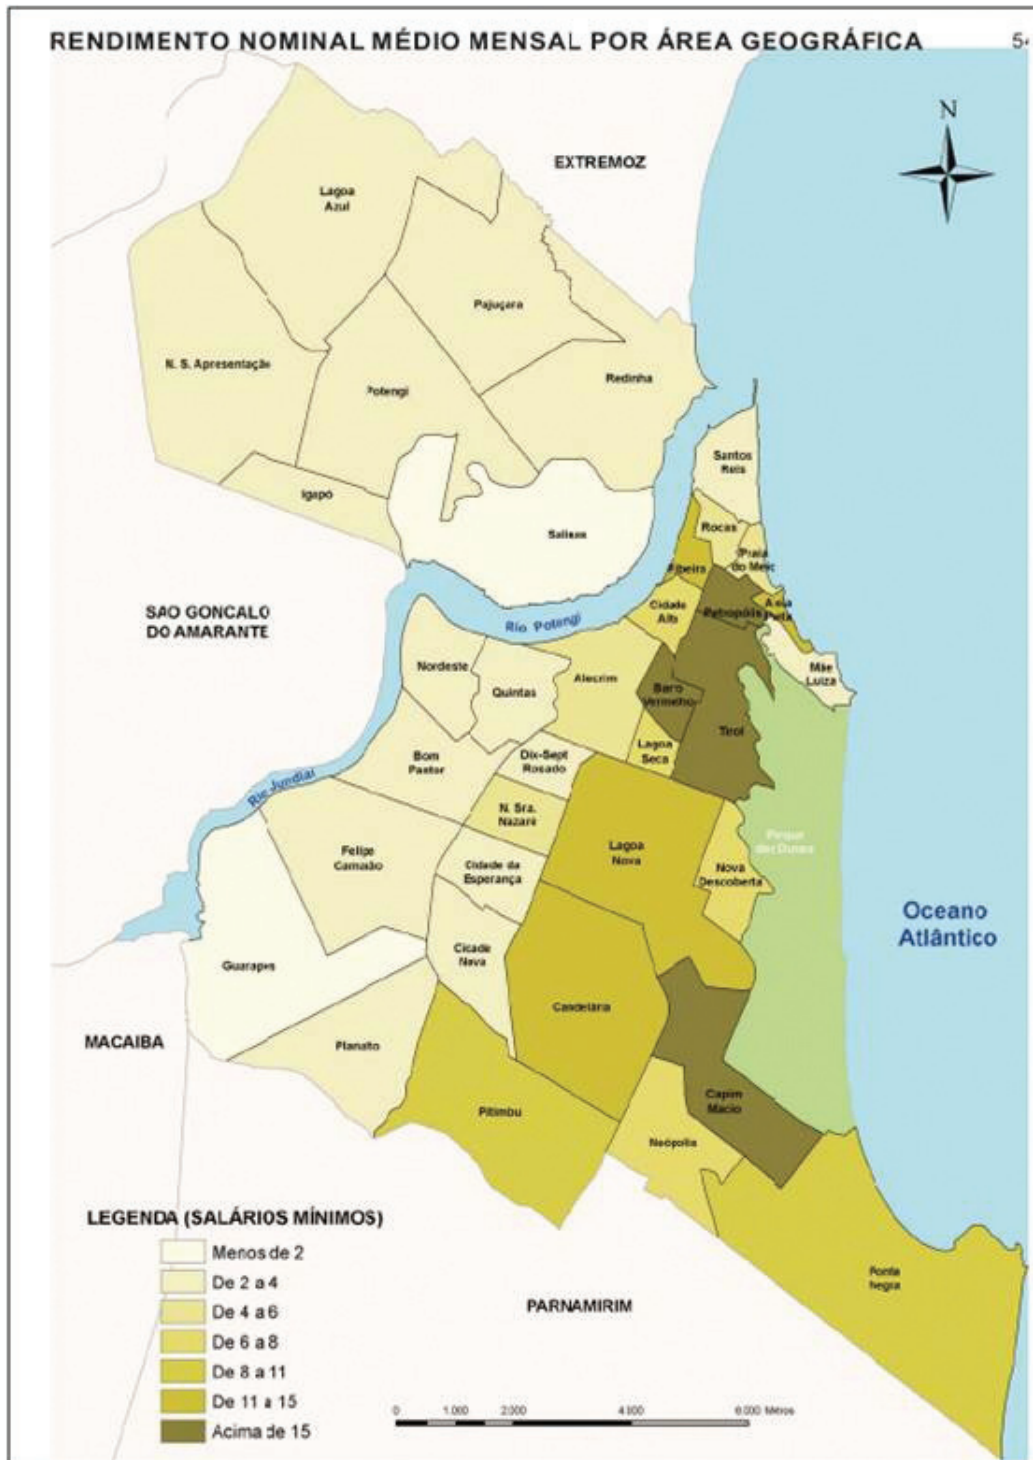 RENDIMENTO NOMINAL MÉDIO MENSAL POR ÁREA GEOGRÁFICA
N
EXTREMOZ
Lagoa
Azul
Pajuçara
N. S. Apresentação
Potengi
Redinha
Santos
Reis
Igapó
Salinas
Rocas
Praia
do Meio
Ribeira
SAO GONCALO
DO AMARANTE
Cidade
Alta
Petrópolis
Areia
Preta
Rio Potengi
Mãe
Luiza
Nordeste
Quintas
Alecrim
Barro
Vermelho
Tirol
Bom
Pastor
Dix-Sept
Rosado
Lagoa
Seca
Rio Jundiaí
N. Sra.
Nazaré
Felipe
Camaião
Lagoa
Nova
Parque
das Dunas
Cidade da
Esperança
Nova
Descoberta
Oceano
Atlântico
Guarapes
Cicade
Nova
Candelária
MACAIBA
Planato
Pitimbu
Capim
Macio
Neópolis
LEGENDA (SALÁRIOS MÍNIMOS)
Menos de 2
De 2 a 4
De 4 a 6
De 6 a 8
De 8 a 11
De 11 a 15
Acima de 15
Ponta
Negra
PARNAMIRIM
0 1.000 2.000 4.000 6.000 Metros